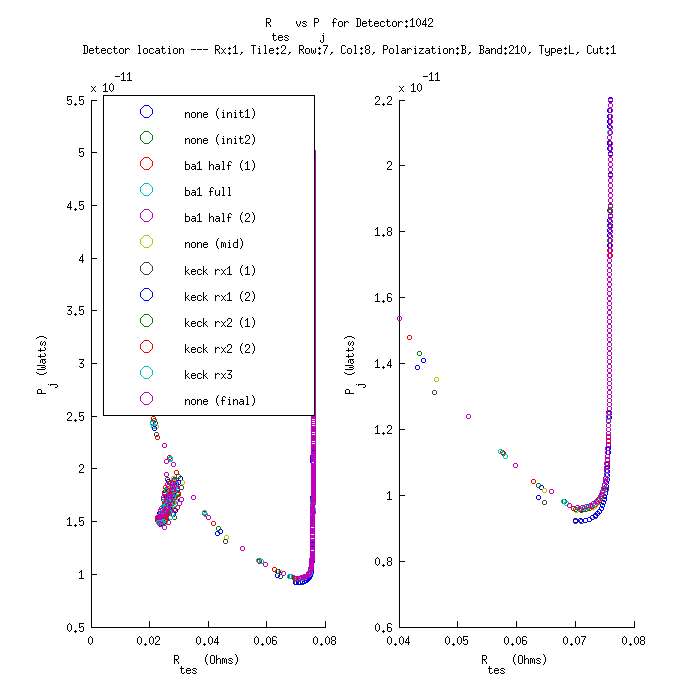 R tes vs P j for Detector:1042
Detector location --- Rx:1, Tile:2, Row:7, Col:8, Polarization:B, Band:210, Type:L, Cut:1
x 10 -11
5.5
5
4.5
4
3.5
3
2.5
2
1.5
1
0.5
P j (Watts)
none (init1)
none (init2)
ba1 half (1)
ba1 full
ba1 half (2)
none (mid)
keck rx1 (1)
keck rx1 (2)
keck rx2 (1)
keck rx2 (2)
keck rx3
none (final)
0 0.02 0.04 0.06 0.08
R tes (Ohms)
x 10 -11
2.2
2
1.8
1.6
1.4
1.2
1
0.8
0.6
P j (Watts)
0.04 0.05 0.06 0.07 0.08
R tes (Ohms)